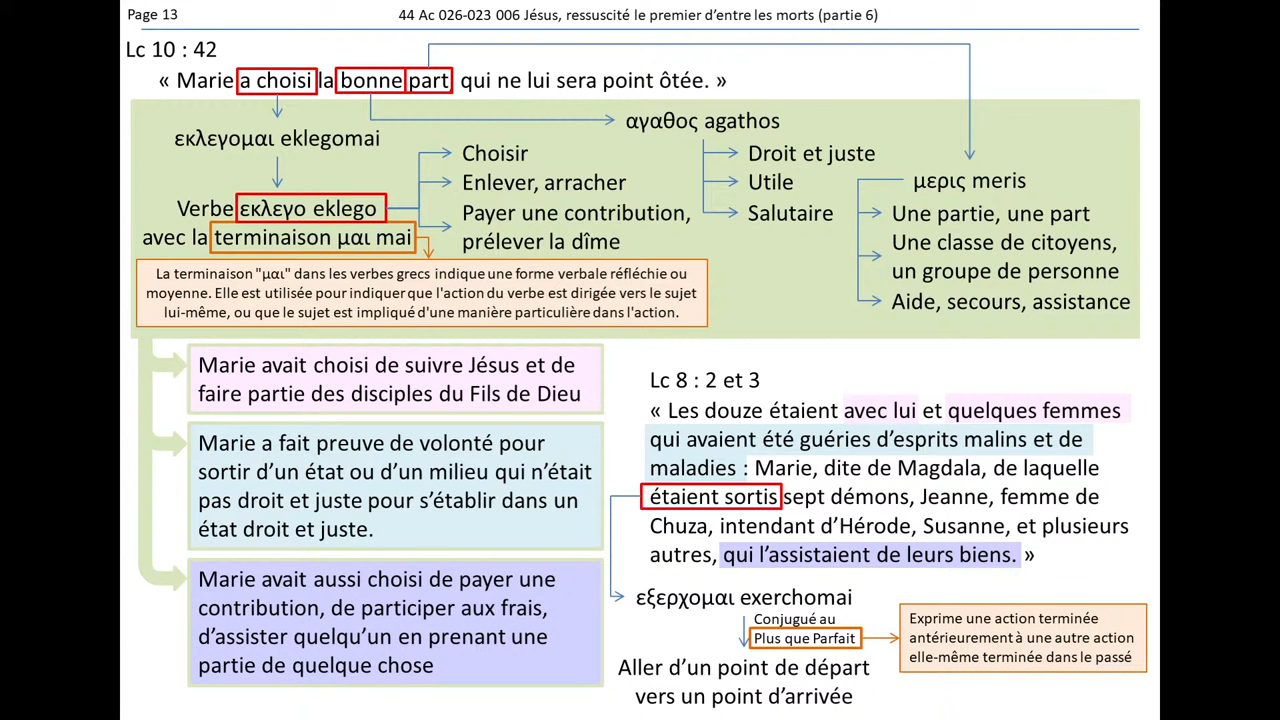 Page 13
44 Ac 026-023 006 Jésus, ressuscité le premier d’entre les morts (partie 6)
Lc 10 : 42
« Marie a choisi la bonne part qui ne lui sera point ôtée. »
εκλεγομαι eklegomai
Verbe εκλεγο eklego
avec la terminaison μαι mai
Choisir
Enlever, arracher
Payer une contribution,
prélever la dîme
αγαθος agathos
Droit et juste
Utile
Salutaire
μερις meris
Une partie, une part
Une classe de citoyens,
un groupe de personne
Aide, secours, assistance
La terminaison "μαι" dans les verbes grecs indique une forme verbale réfléchie ou
moyenne. Elle est utilisée pour indiquer que l'action du verbe est dirigée vers le sujet
lui-même, ou que le sujet est impliqué d'une manière particulière dans l'action.
Marie avait choisi de suivre Jésus et de
faire partie des disciples du Fils de Dieu
Marie a fait preuve de volonté pour
sortir d’un état ou d’un milieu qui n’était
pas droit et juste pour s’établir dans un
état droit et juste.
Marie avait aussi choisi de payer une
contribution, de participer aux frais,
d’assister quelqu’un en prenant une
partie de quelque chose
Lc 8 : 2 et 3
« Les douze étaient avec lui et quelques femmes
qui avaient été guéries d’esprits malins et de
maladies : Marie, dite de Magdala, de laquelle
étaient sortis sept démons, Jeanne, femme de
Chuza, intendant d’Hérode, Susanne, et plusieurs
autres, qui l’assistaient de leurs biens. »
εξερχομαι exerchomai
Conjugué au
Plus que Parfait
Exprime une action terminée
antérieurement à une autre action
elle-même terminée dans le passé
Aller d’un point de départ
vers un point d’arrivée